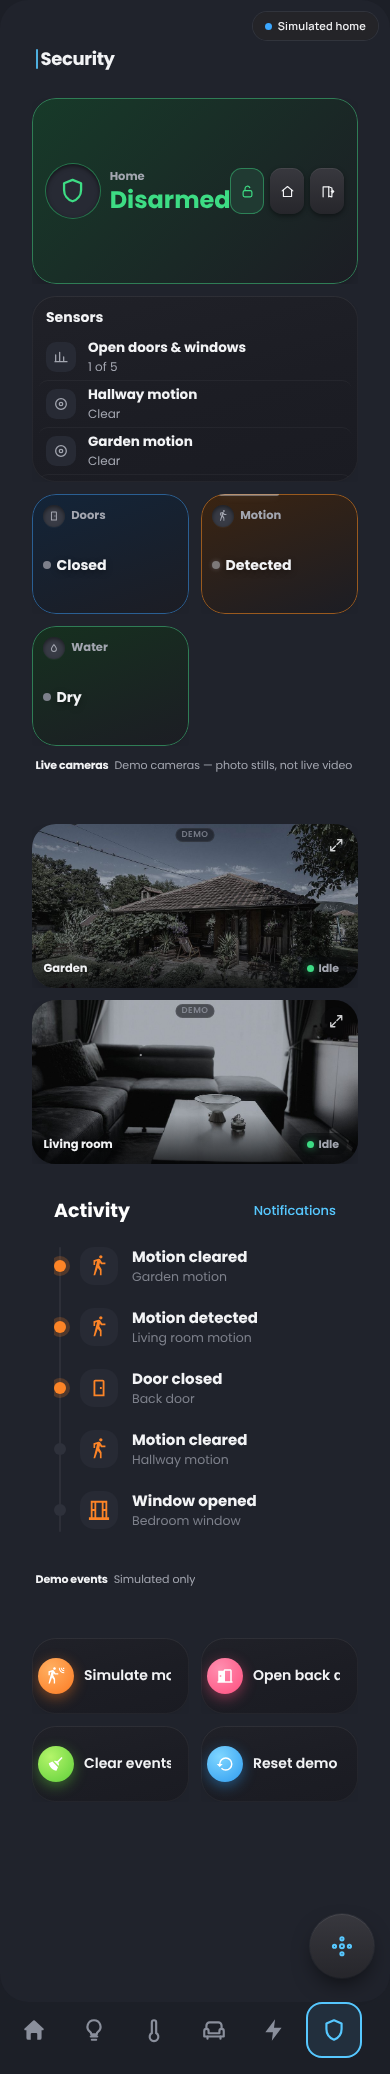 Simulated home
Security
Home
Disarmed
Sensors
Open doors & windows
1 of 5
Hallway motion
Clear
Garden motion
Clear
Doors
Closed
Motion
Detected
Water
Dry
Live cameras Demo cameras — photo stills, not live video
DEMO
Garden
Idle
DEMO
Living room
Idle
Activity
Notifications
Motion cleared
Garden motion
Motion detected
Living room motion
Door closed
Back door
Motion cleared
Hallway motion
Window opened
Bedroom window
Demo events Simulated only
Simulate mo
Open back d
Clear events
Reset demo